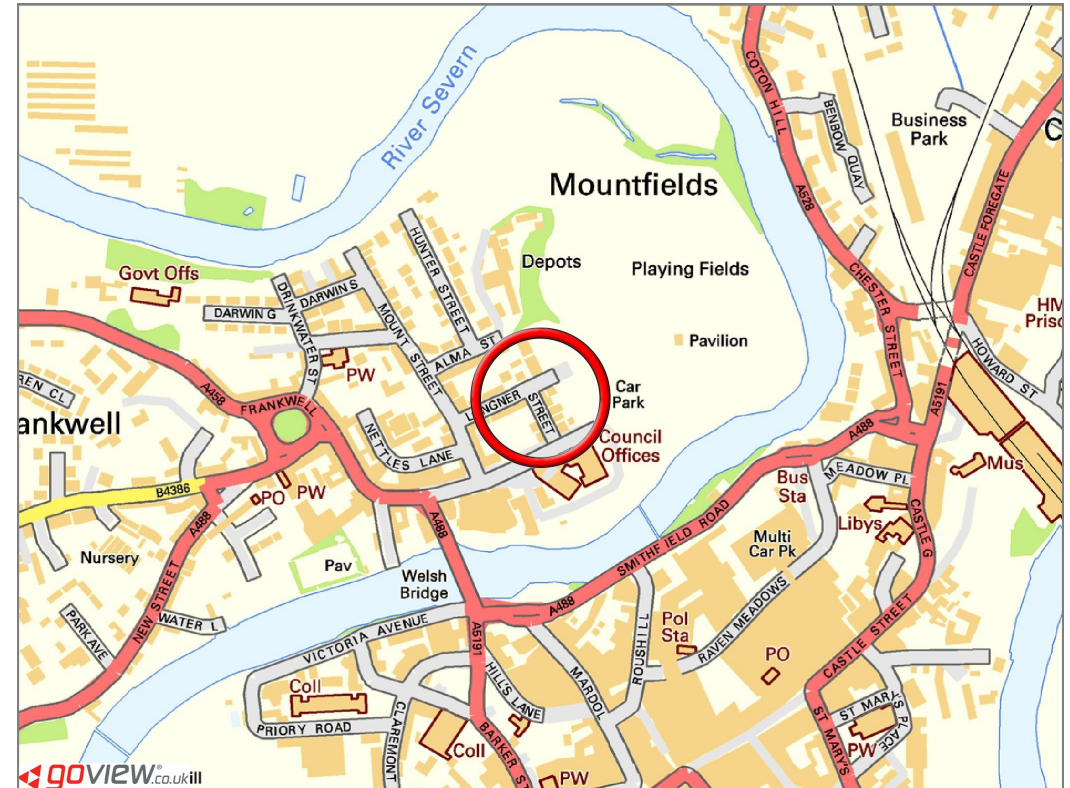 COTON HILL
River Severn
BENBOW QUAY
Business
Park
C
Mountfields
A528
CASTLE FOREGATE
HUNTER STREET
Depots
Playing Fields
Govt Offs
CHESTER STREET
DARWIN S
DRINKWATER ST
DARWIN G
MOUNT STREET
HM
Priso
Pavilion
HOWARD ST
ALMA ST
PW
REN CL
A458
FRANKWELL
Car
Park
A5191
LANGNER
STREET
ankwell
NETTLES LANE
Council
Offices
A488
MEADOW PL
Mus
Bus
Sta
B4386
PO
PW
A488
A488
CASTLE G
Libys
SMITHFIELD ROAD
Multi
Car Pk
Nursery
Pav
Welsh
Bridge
NEW STREET
PARK AVE
WATER L
A488
VICTORIA AVENUE
A5191
ROUSHILL
Pol
Sta
RAVEN MEADOWS
CASTLE STREET
PO
HILL'S LANE
MARDOL
Coll
PRIORY ROAD
CLAREMONT
Coll
BARKER ST
ST MARY'S PLACE
ST MARY'S
PW
PW
goview.co.uk
ill